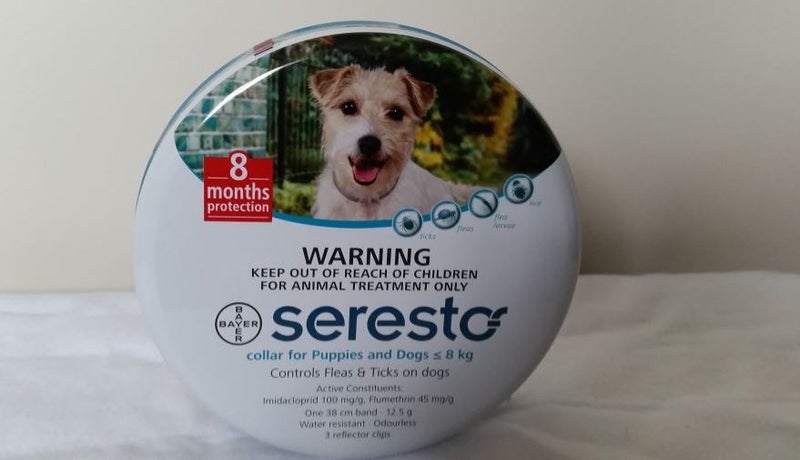 8
months
protection
ticks
fleas
flea
larvae
lice
WARNING
KEEP OUT OF REACH OF CHILDREN
FOR ANIMAL TREATMENT ONLY
BAYER
BAYER
seresto
collar for Puppies and Dogs ≤ 8 kg
Controls Fleas & Ticks on dogs
Active Constituents:
Imidacloprid 100 mg/g, Flumethrin 45 mg/g
One 38 cm band · 12.5 g
Water resistant · Odourless
3 reflector clips